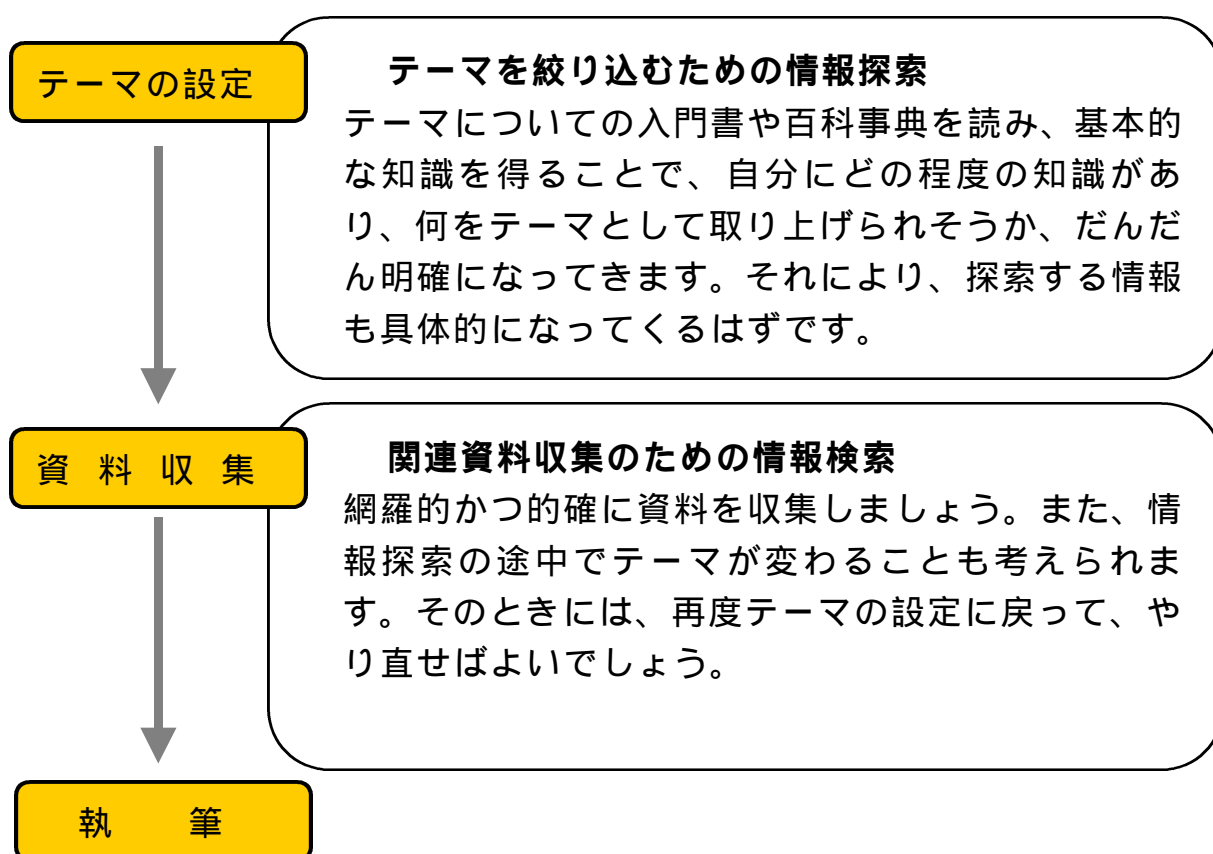 テーマの設定
テーマを絞り込むための情報探索
テーマについての入門書や百科事典を読み、基本的
な知識を得ることで、自分にどの程度の知識があ
り、何をテーマとして取り上げられそうか、だんだ
ん明確になってきます。それにより、探索する情報
も具体的になってくるはずです。
資料収集
関連資料収集のための情報検索
網羅的かつ的確に資料を収集しましょう。また、情
報探索の途中でテーマが変わることも考えられま
す。そのときには、再度テーマの設定に戻って、や
り直せばよいでしょう。
執筆